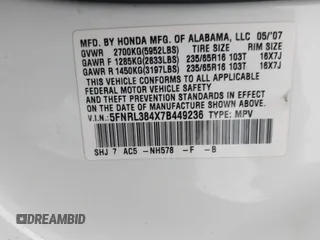 MFD. BY HONDA MFG. OF ALABAMA, LLC 05/'07
GVWR 2700KG(5952LBS) TIRE SIZE RIM SIZE
GAWR F 1285KG(2833LBS) 235/65R16 103T 16X7J
GAWR R 1450KG(3197LBS) 235/65R16 103T 16X7J
THIS VEHICLE CONFORMS TO ALL APPLICABLE
FEDERAL MOTOR VEHICLE SAFETY STANDARDS
IN EFFECT ON THE DATE OF MANUFACTURE
SHOWN ABOVE.
V.I.N.: 5FNRL384X7B449236 TYPE: MPV
SHJ 7 AC5 -NH578 -F -B
DREAMBID